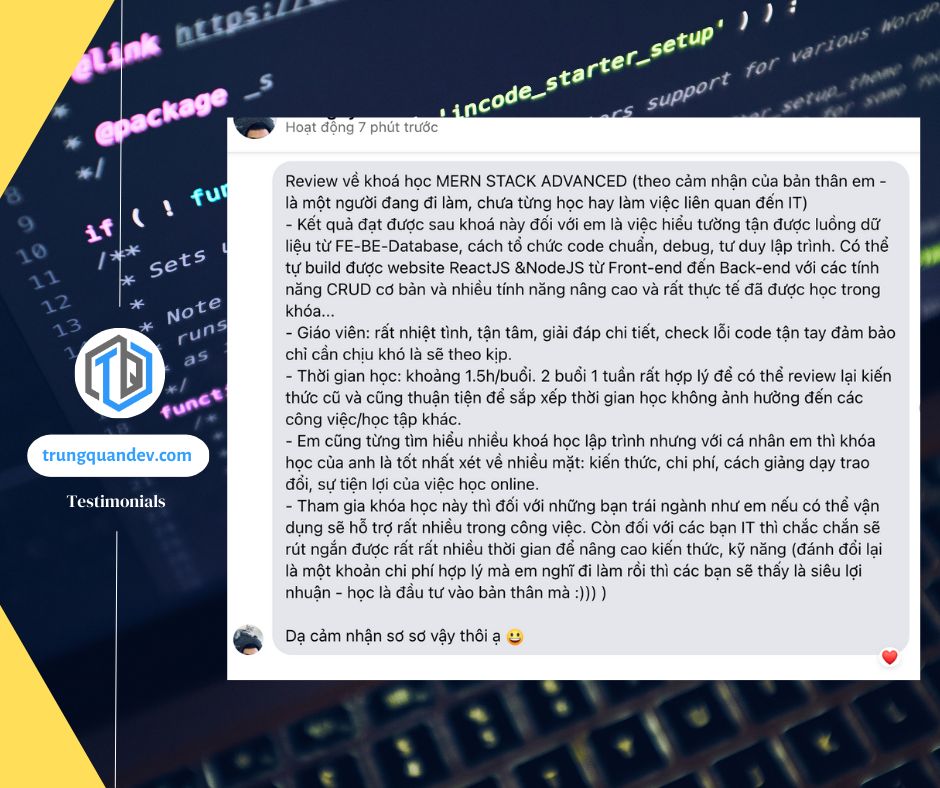 @link https://
* @package _s
*/
lincode_starter_setup' ) ) :
support for various WordP
if ( ! fun
/**
* Sets
* Note
* runs
* as
*/
funct
8
9
10
11
12
13
18
TQ
trungquandev.com
Testimonials
Hoạt động 7 phút trước
Review về khoá học MERN STACK ADVANCED (theo cảm nhận của bản thân em -
là một người đang đi làm, chưa từng học hay làm việc liên quan đến IT)
- Kết quả đạt được sau khoá này đối với em là việc hiểu tường tận được luồng dữ
liệu từ FE-BE-Database, cách tổ chức code chuẩn, debug, tư duy lập trình. Có thể
tự build được website ReactJS &NodeJS từ Front-end đến Back-end với các tính
năng CRUD cơ bản và nhiều tính năng nâng cao và rất thực tế đã được học trong
khóa...
- Giáo viên: rất nhiệt tình, tận tâm, giải đáp chi tiết, check lỗi code tận tay đảm bảo
chỉ cần chịu khó là sẽ theo kịp.
- Thời gian học: khoảng 1.5h/buổi. 2 buổi 1 tuần rất hợp lý để có thể review lại kiến
thức cũ và cũng thuận tiện để sắp xếp thời gian học không ảnh hưởng đến các
công việc/học tập khác.
- Em cũng từng tìm hiểu nhiều khoá học lập trình nhưng với cá nhân em thì khóa
học của anh là tốt nhất xét về nhiều mặt: kiến thức, chi phí, cách giảng dạy trao
đổi, sự tiện lợi của việc học online.
- Tham gia khóa học này thì đối với những bạn trái ngành như em nếu có thể vận
dụng sẽ hỗ trợ rất nhiều trong công việc. Còn đối với các bạn IT thì chắc chắn sẽ
rút ngắn được rất rất nhiều thời gian để nâng cao kiến thức, kỹ năng (đánh đổi lại
là một khoản chi phí hợp lý mà em nghĩ đi làm rồi thì các bạn sẽ thấy là siêu lợi
nhuận - học là đầu tư vào bản thân mà :))) )
Dạ cảm nhận sơ sơ vậy thôi ạ 😃